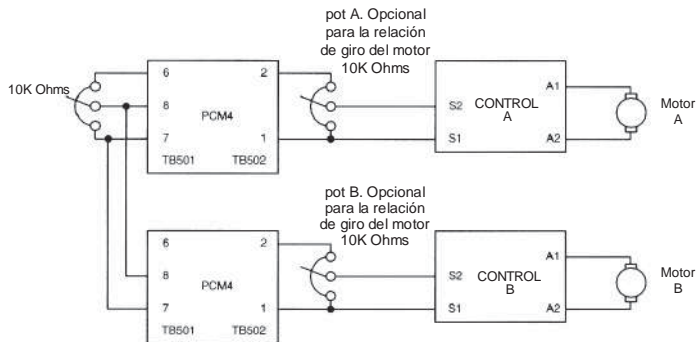 pot A. Opcional
para la relación
de giro del motor
10K Ohms
10K Ohms
6
8
7
PCM4
2
1
TB501
TB502
S2
S1
CONTROL
A
A1
A2
Motor
A
pot B. Opcional
para la relación
de giro del motor
10K Ohms
6
8
7
PCM4
2
1
TB501
TB502
S2
S1
CONTROL
B
A1
A2
Motor
B